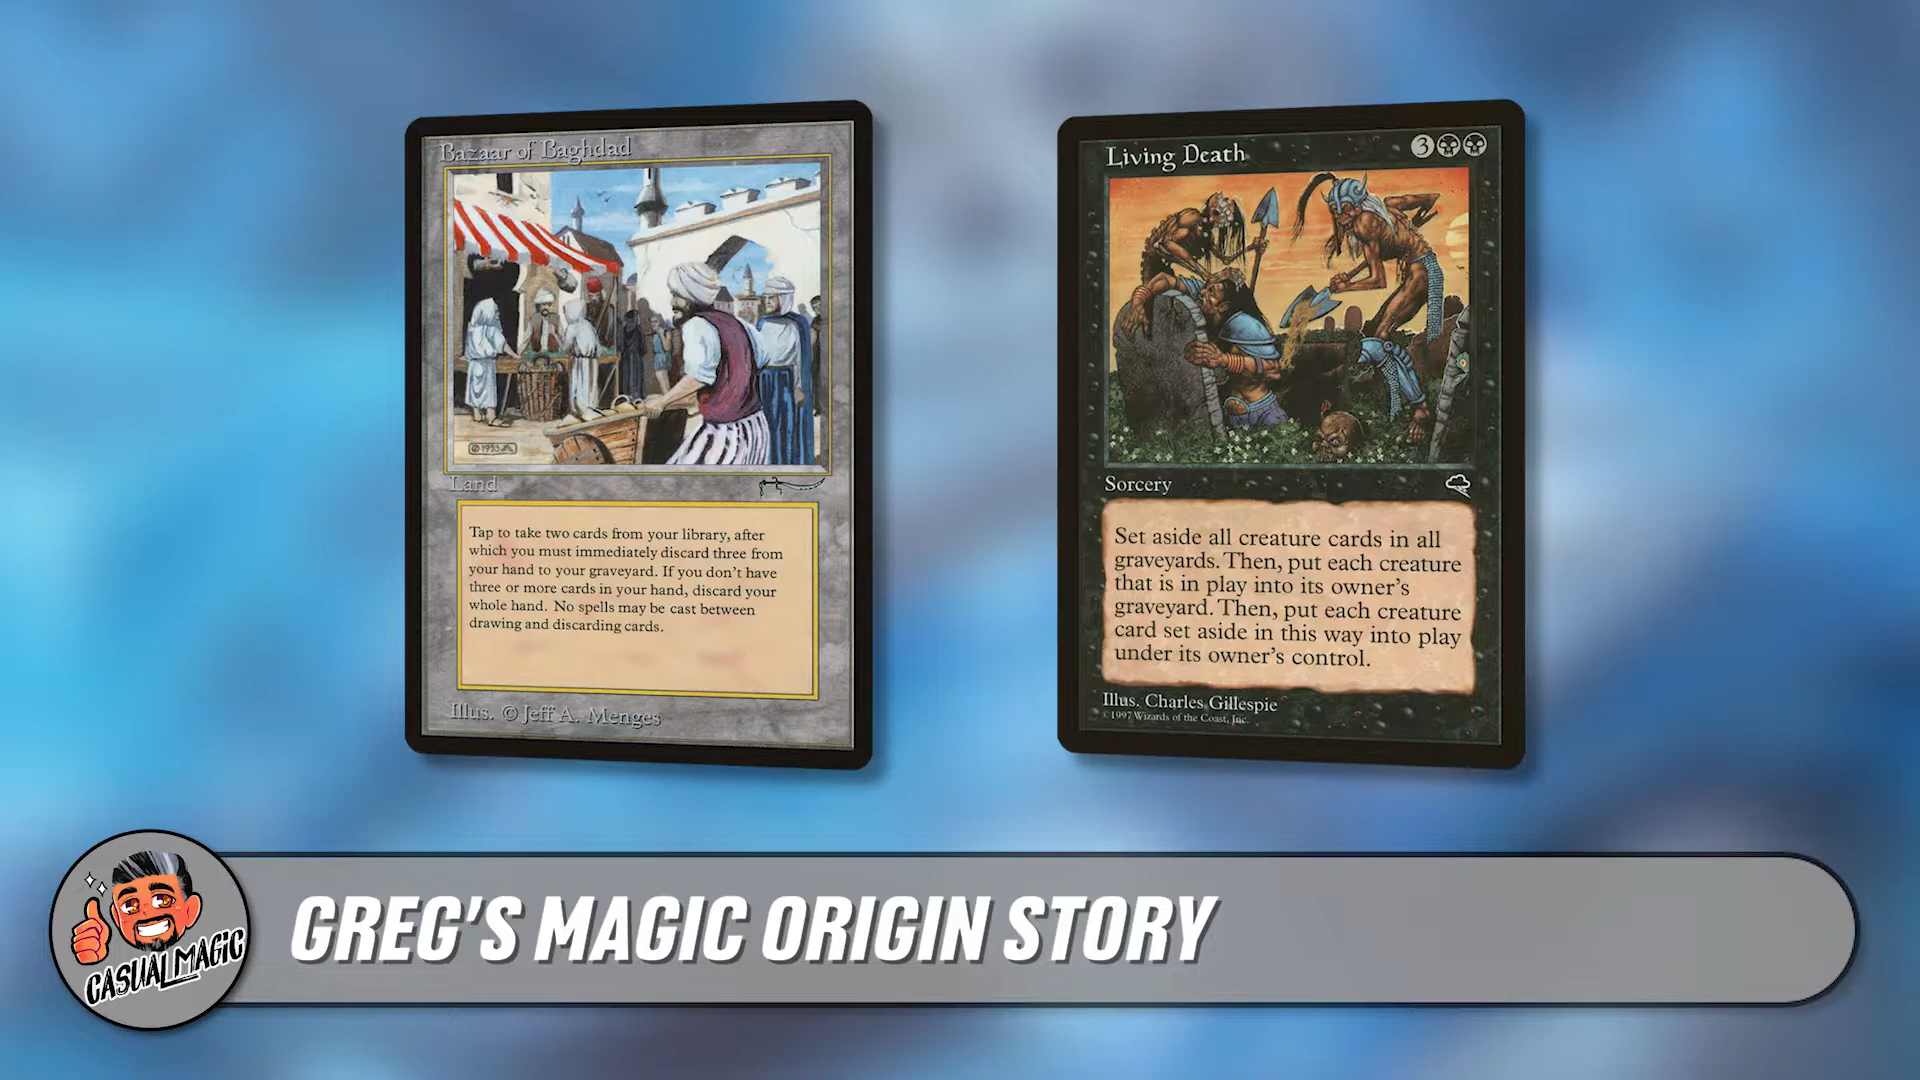 Bazaar of Baghdad
© 1993
Land
Tap to take two cards from your library, after
which you must immediately discard three from
your hand to your graveyard. If you don't have
three or more cards in your hand, discard your
whole hand. No spells may be cast between
drawing and discarding cards.
Illus. © Jeff A. Menges
Living Death
3
Sorcery
Set aside all creature cards in all
graveyards. Then, put each creature
that is in play into its owner's
graveyard. Then, put each creature
card set aside in this way into play
under its owner's control.
Illus. Charles Gillespie
©1997 Wizards of the Coast, Inc.
CASUAL MAGIC
GREG'S MAGIC ORIGIN STORY